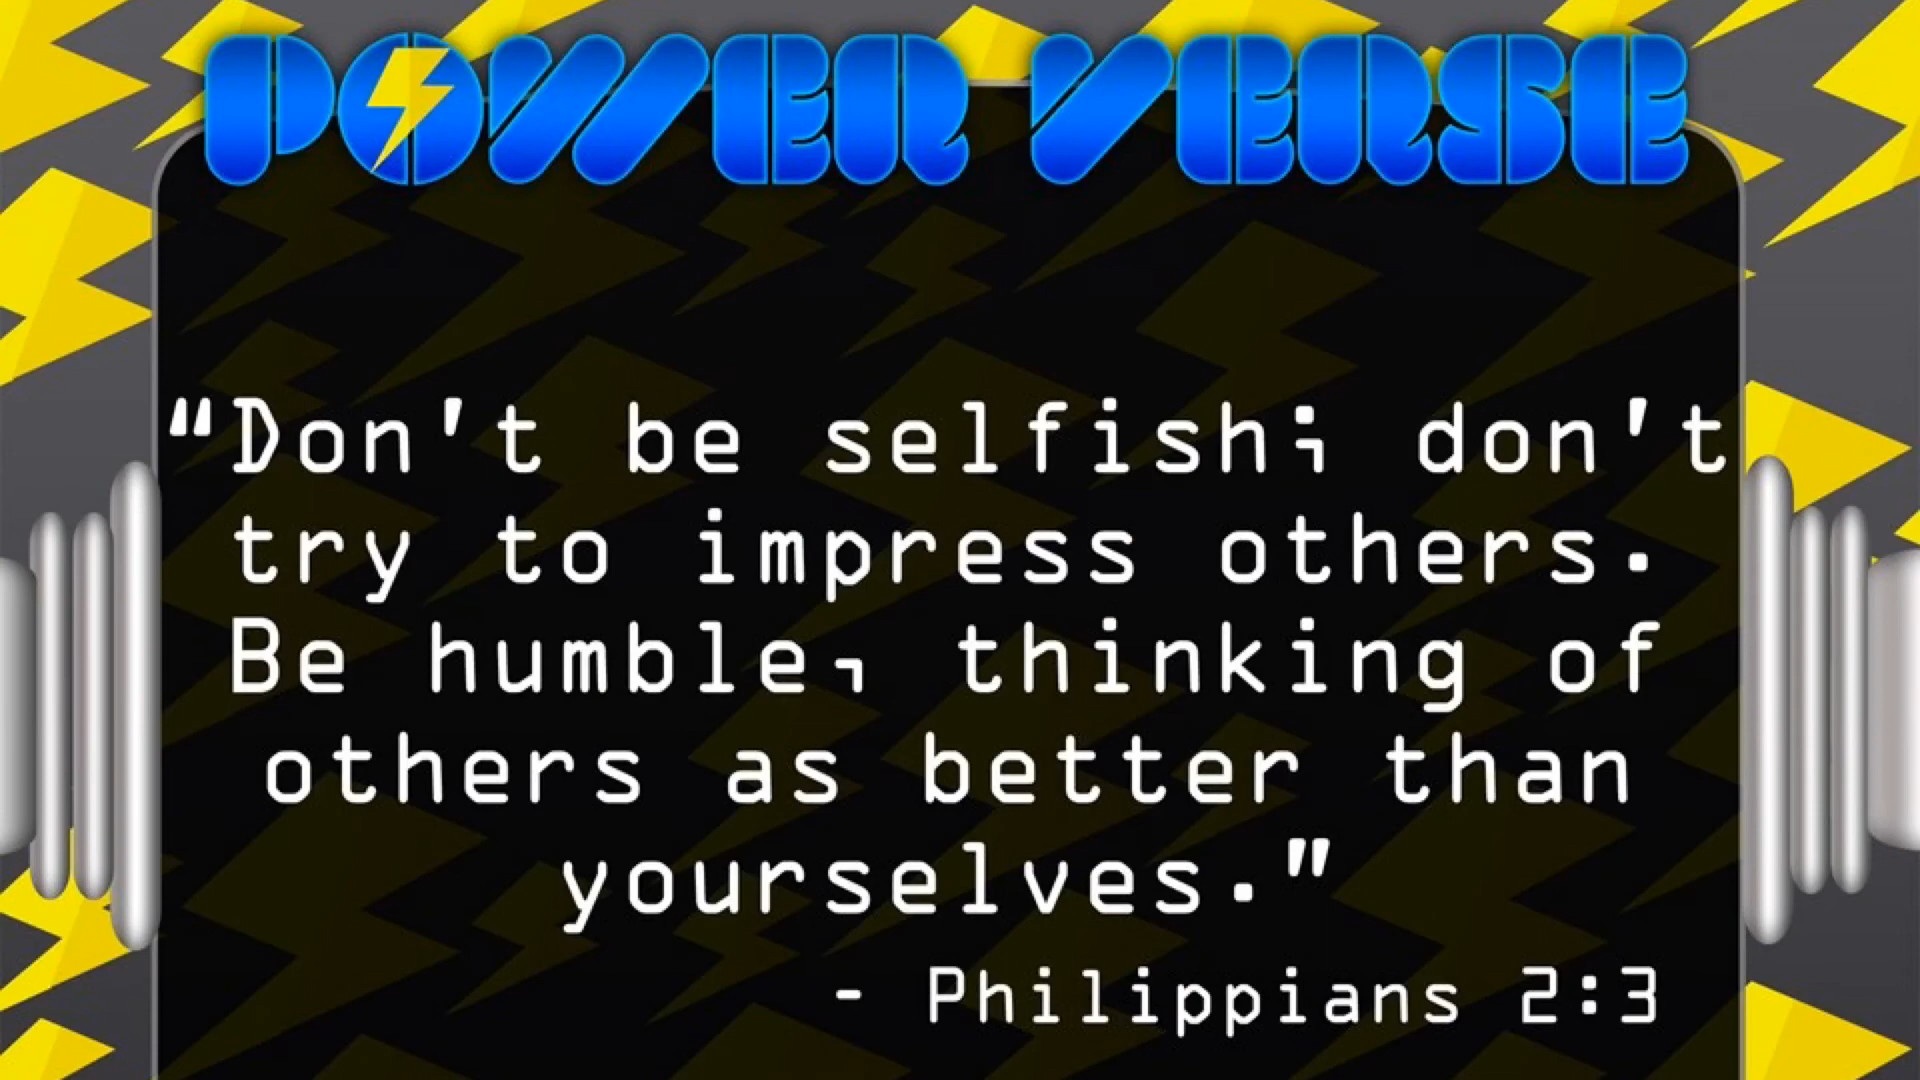 POWER VERSE
“Don't be selfish; don't
try to impress others.
Be humble, thinking of
others as better than
yourselves."
- Philippians 2:3